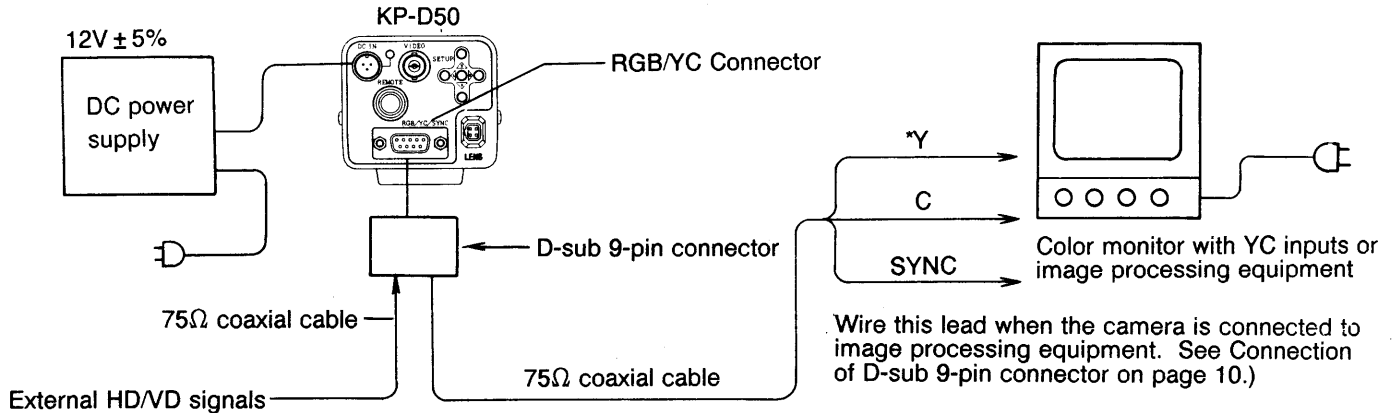 KP-D50
12V ± 5%
DC power
supply
DC IN
VIDEO
SETUP
REMOTE
RGB/YC/SYNC
LENS
RGB/YC Connector
D-sub 9-pin connector
75Ω coaxial cable
External HD/VD signals
75Ω coaxial cable
*Y
C
SYNC
Color monitor with YC inputs or
image processing equipment
Wire this lead when the camera is connected to
image processing equipment. See Connection
of D-sub 9-pin connector on page 10.)